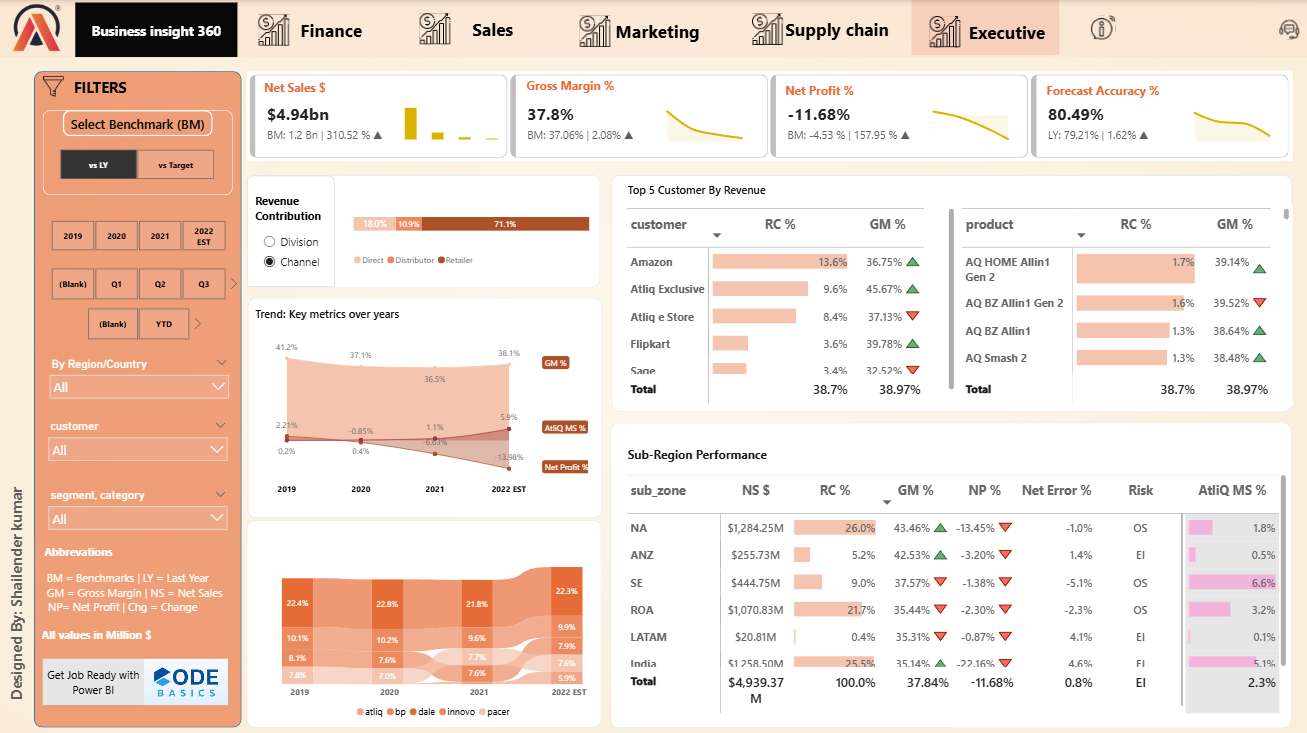 Business insight 360
Finance
Sales
Marketing
Supply chain
Executive
FILTERS
Select Benchmark (BM)
vs LY
vs Target
2019
2020
2021
2022 EST
(Blank)
Q1
Q2
Q3
(Blank)
YTD
By Region/Country
All
customer
All
segment, category
All
Abbrevations
BM = Benchmarks | LY = Last Year
GM = Gross Margin | NS = Net Sales
NP= Net Profit | Chg = Change
All values in Million $
Get Job Ready with
Power BI
CODE
BASICS
Designed By: Shailender kumar
Net Sales $
$4.94bn
BM: 1.2 Bn | 310.52 %
Gross Margin %
37.8%
BM: 37.06% | 2.08%
Net Profit %
-11.68%
BM: -4.53 % | 157.95 %
Forecast Accuracy %
80.49%
LY: 79.21% | 1.62%
Revenue
Contribution
Division
Channel
18.0% 10.9% 71.1%
Direct Distributor Retailer
Trend: Key metrics over years
41.2%
37.1%
36.5%
38.1%
GM %
2.21%
-0.85%
1.1%
5.9%
AtliQ MS %
0.2%
0.4%
-6.63%
-13.98%
Net Profit %
2019 2020 2021 2022 EST
22.4% 22.8% 21.8% 22.3%
10.1% 10.2% 9.6% 9.9%
8.1% 7.6% 7.7% 7.9%
7.8% 7.0% 7.6% 7.6%
5.9%
2019 2020 2021 2022 EST
atliq bp dale innovo pacer
Top 5 Customer By Revenue
customer RC % GM %
Amazon 13.6% 36.75%
Atliq Exclusive 9.6% 45.67%
Atliq e Store 8.4% 37.13%
Flipkart 3.6% 39.78%
Sage 3.4% 32.52%
Total 38.7% 38.97%
product RC % GM %
AQ HOME Allin1
Gen 2 1.7% 39.14%
AQ BZ Allin1 Gen 2 1.6% 39.52%
AQ BZ Allin1 1.3% 38.64%
AQ Smash 2 1.3% 38.48%
Total 38.7% 38.97%
Sub-Region Performance
sub_zone NS $ RC % GM % NP % Net Error % Risk AtliQ MS %
NA $1,284.25M 26.0% 43.46% -13.45% -1.0% OS 1.8%
ANZ $255.73M 5.2% 42.53% -3.20% 1.4% EI 0.5%
SE $444.75M 9.0% 37.57% -1.38% -5.1% OS 6.6%
ROA $1,070.83M 21.7% 35.44% -2.30% -2.3% OS 3.2%
LATAM $20.81M 0.4% 35.31% -0.87% 4.1% EI 0.1%
India $1,258.50M 25.5% 35.14% -22.16% 4.6% EI 5.1%
Total $4,939.37
M 100.0% 37.84% -11.68% 0.8% EI 2.3%